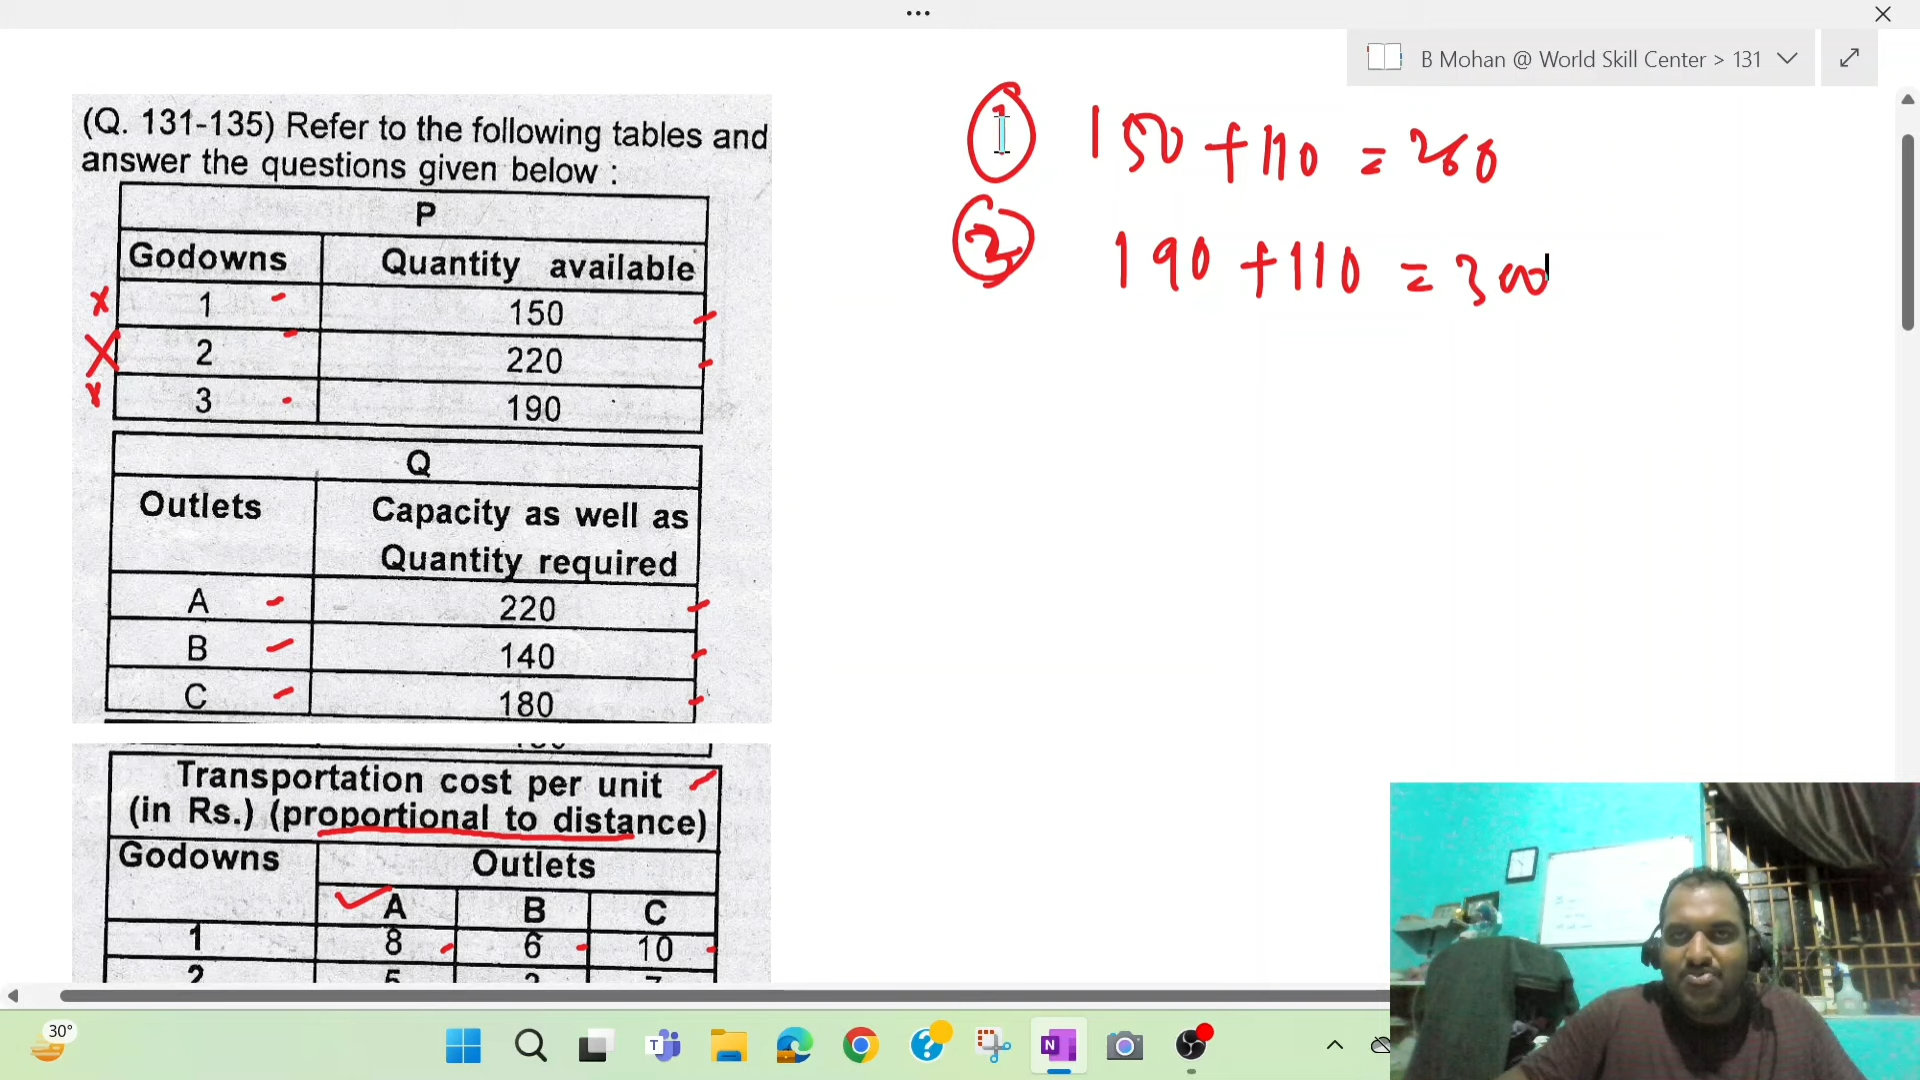 B Mohan @ World Skill Center > 131
(Q. 131-135) Refer to the following tables and
answer the questions given below :
P
Godowns Quantity available
1 150
2 220
3 190
Q
Outlets Capacity as well as
Quantity required
A 220
B 140
C 180
Transportation cost per unit
(in Rs.) (proportional to distance)
Godowns Outlets
A B C
1 8 6 10
2 5
1 150 + 110 = 260
190 + 110 = 300
30°